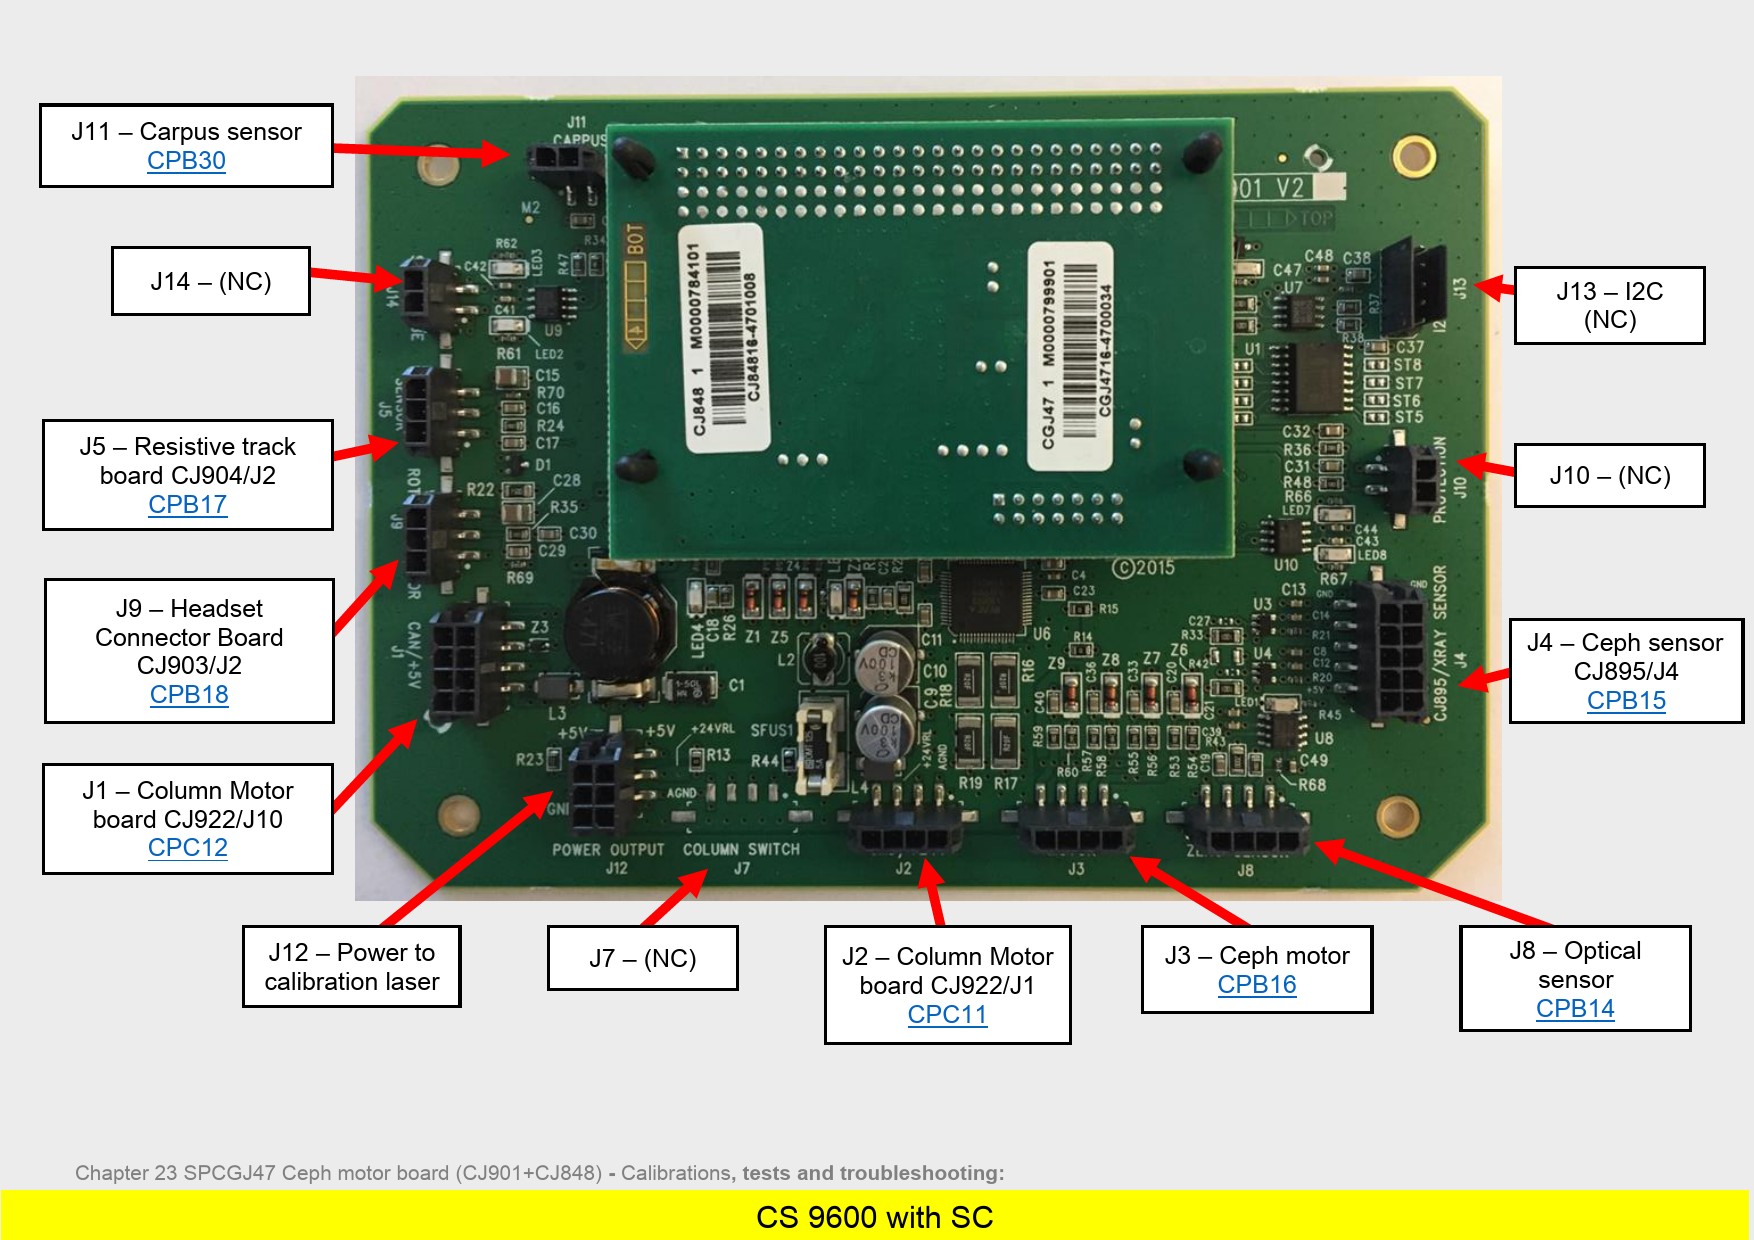 J11 – Carpus sensor
CPB30
J14 – (NC)
J5 – Resistive track
board CJ904/J2
CPB17
J9 – Headset
Connector Board
CJ903/J2
CPB18
J1 – Column Motor
board CJ922/J10
CPC12
J12 – Power to
calibration laser
J7 – (NC)
J2 – Column Motor
board CJ922/J1
CPC11
J3 – Ceph motor
CPB16
J8 – Optical
sensor
CPB14
J13 – I2C
(NC)
J10 – (NC)
J4 – Ceph sensor
CJ895/J4
CPB15
J11
M2
R62
LED3
C42
R47
J14
C41
U9
LED2
R61
C15
R70
C16
R24
C17
D1
SENSOR
J5
R22
C28
R35
C30
C29
R69
J9
CAN/+5V
J1
Z3
L3
C1
+5V
+5V
+24VRL
R23
R13
AGND
R44
SFUS1
POWER OUTPUT
J12
COLUMN SWITCH
J7
BOT
CJ848 1 M0000784101
CJ84816-4701008
CGJ47 1 M0000799901
CGJ4716-4700034
V2
TOP
C48
C38
C47
U7
R37
R38
J13
U1
C37
ST8
ST7
ST6
ST5
C32
R36
C31
R48
R66
LED7
C44
C43
LED8
U10
R67
J10
©2015
C4
C23
R15
R14
U6
LED4
C18
R26
Z1
Z5
L2
C11
C10
C9
R18
R16
R19
R17
+24VRL
AGND
L4
J2
Z9
C36
Z8
C33
Z7
C20
Z6
R42
C40
R59
R60
R57
R58
R55
R56
R53
R54
C21
C39
R43
C19
J3
C27
R33
U3
U4
C13
GND
GND
C14
R21
C8
C12
R20
+5V
LED1
R45
U8
C49
R68
CJ895/XRAY SENSOR
J4
J8
Chapter 23 SPCGJ47 Ceph motor board (CJ901+CJ848) - Calibrations, tests and troubleshooting:
CS 9600 with SC